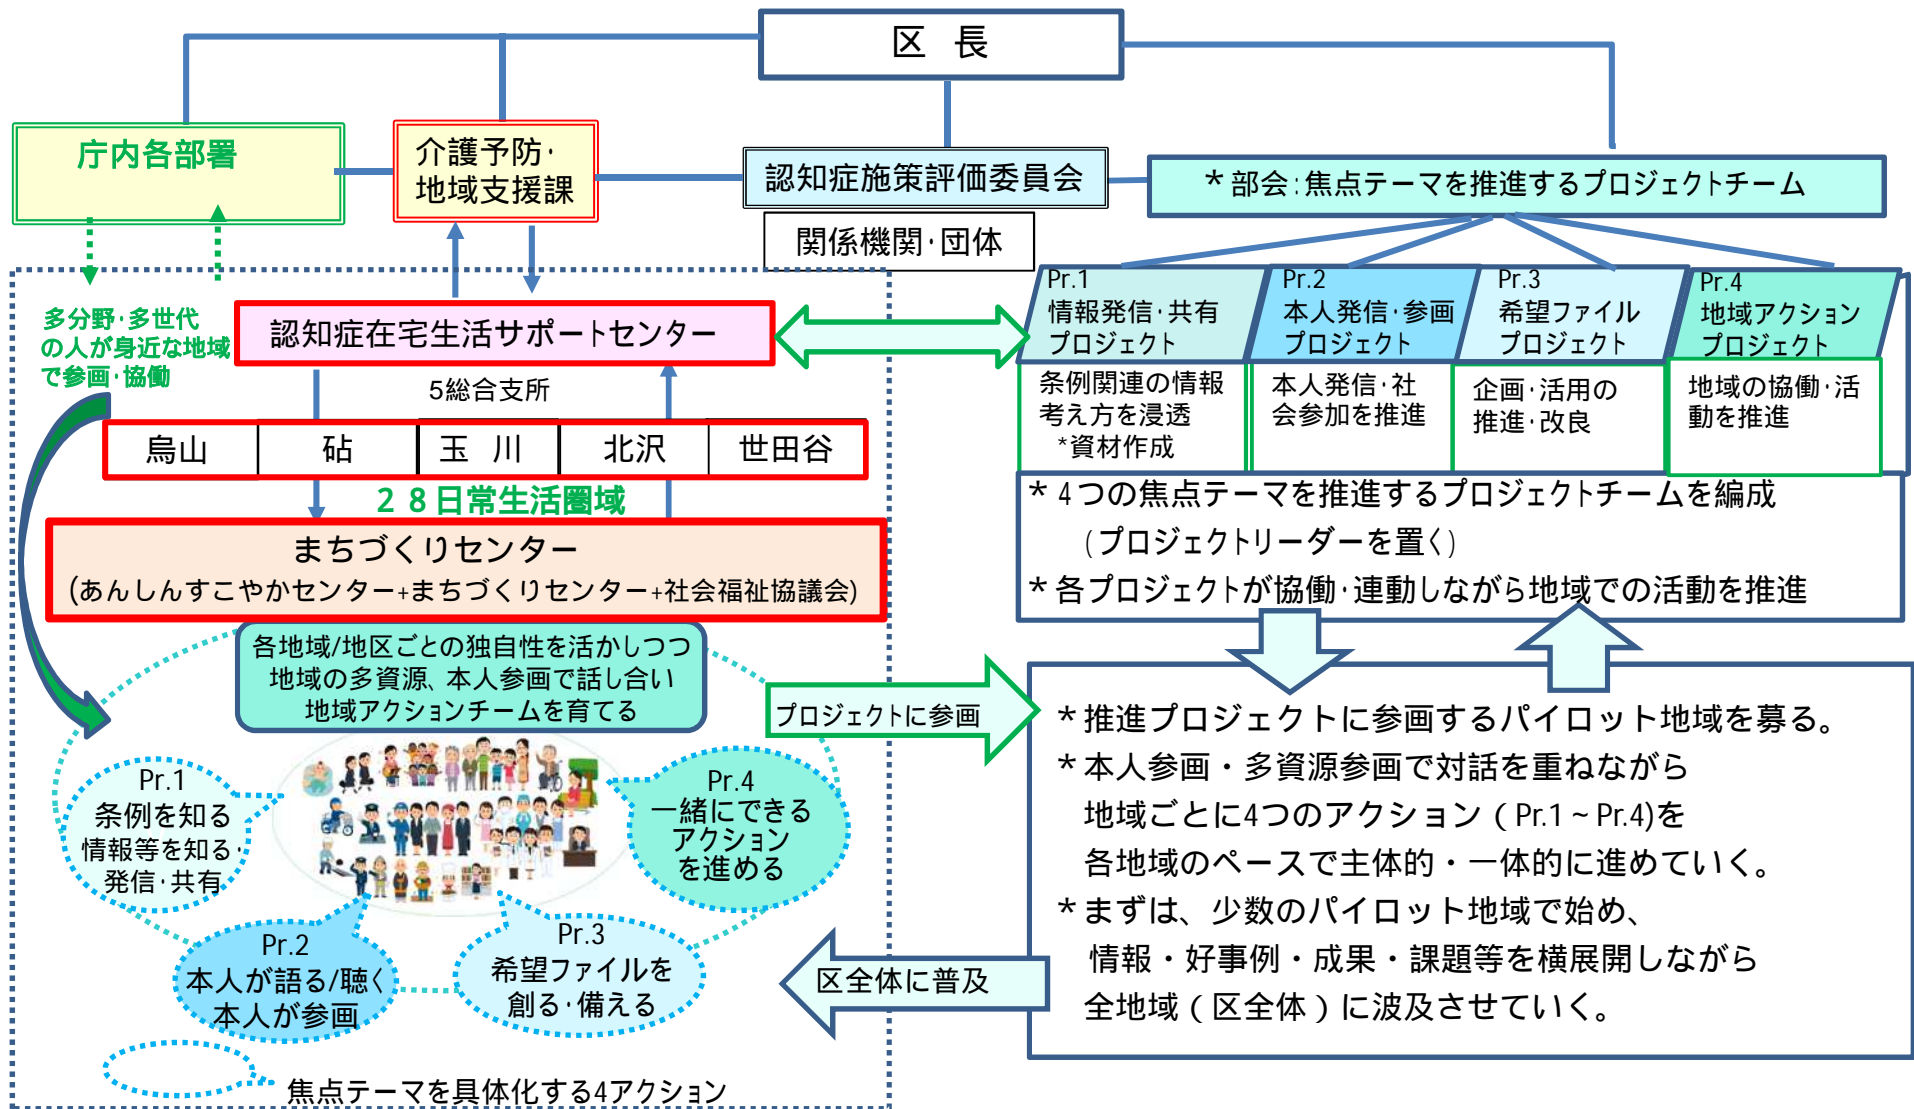 区 長
庁内各部署
介護予防・
地域支援課
認知症施策評価委員会
＊部会:焦点テーマを推進するプロジェクトチーム
関係機関・団体
多分野・多世代
の人が身近な地域
で参画・協働
認知症在宅生活サポートセンター
Pr.1
情報発信・共有
プロジェクト
Pr.2
本人発信・参画
プロジェクト
Pr.3
希望ファイル
プロジェクト
Pr.4
地域アクション
プロジェクト
条例関連の情報
考え方を浸透
*資材作成
本人発信・社
会参加を推進
企画・活用の
推進・改良
地域の協働・活
動を推進
5総合支所
烏山
砧
玉 川
北沢
世田谷
２８日常生活圏域
まちづくりセンター
(あんしんすこやかセンター+まちづくりセンター+社会福祉協議会)
＊4つの焦点テーマを推進するプロジェクトチームを編成
(プロジェクトリーダーを置く)
＊各プロジェクトが協働・連動しながら地域での活動を推進
各地域/地区ごとの独自性を活かしつつ
地域の多資源、本人参画で話し合い
地域アクションチームを育てる
プロジェクトに参画
＊推進プロジェクトに参画するパイロット地域を募る。
＊本人参画・多資源参画で対話を重ねながら
地域ごとに4つのアクション（Pr.1～Pr.4)を
各地域のペースで主体的・一体的に進めていく。
＊まずは、少数のパイロット地域で始め、
情報・好事例・成果・課題等を横展開しながら
全地域（区全体）に波及させていく。
Pr.1
条例を知る
情報等を知る・
発信・共有
Pr.4
一緒にできる
アクション
を進める
Pr.2
本人が語る/聴く
本人が参画
Pr.3
希望ファイルを
創る・備える
区全体に普及
焦点テーマを具体化する4アクション